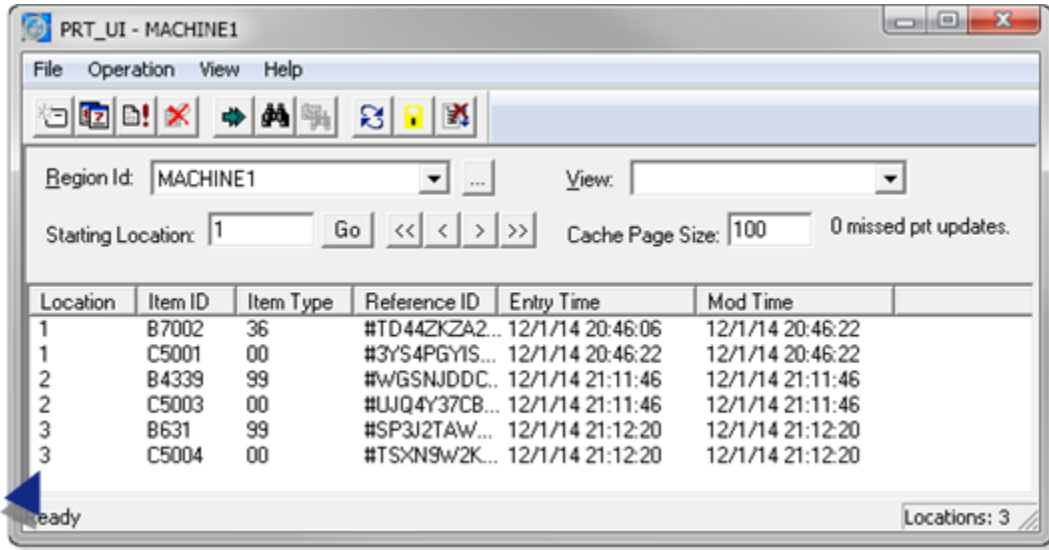 PRT_UI - MACHINE1
File Operation View Help
Region Id: MACHINE1 ... View:
Starting Location: 1 Go << < > >> Cache Page Size: 100 0 missed prt updates.
Location Item ID Item Type Reference ID Entry Time Mod Time
1 B7002 36 #TD44ZKZA2... 12/1/14 20:46:06 12/1/14 20:46:22
1 C5001 00 #3YS4PGYIS... 12/1/14 20:46:22 12/1/14 20:46:22
2 B4339 99 #WGSNJDDC... 12/1/14 21:11:46 12/1/14 21:11:46
2 C5003 00 #UJQ4Y37CB... 12/1/14 21:11:46 12/1/14 21:11:46
3 B631 99 #SP3J2TAW... 12/1/14 21:12:20 12/1/14 21:12:20
3 C5004 00 #TSXN9W2K... 12/1/14 21:12:20 12/1/14 21:12:20
Ready Locations: 3